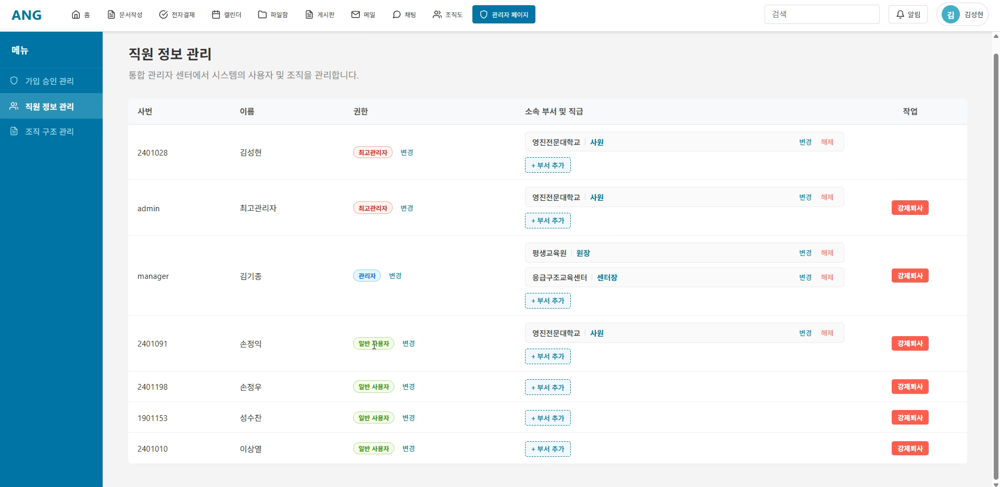 ANG
홈
문서작성
전자결재
캘린더
파일함
게시판
메일
채팅
조직도
관리자 페이지
검색
알림
김
김성현
메뉴
가입 승인 관리
직원 정보 관리
조직 구조 관리
직원 정보 관리
통합 관리자 센터에서 시스템의 사용자 및 조직을 관리합니다.
사번 이름 권한 소속 부서 및 직급 작업
2401028 김성현 최고관리자 변경 영진전문대학교 사원 변경 해제
+ 부서 추가
admin 최고관리자 최고관리자 변경 영진전문대학교 사원 변경 해제 강제퇴사
+ 부서 추가
manager 김기종 관리자 변경 평생교육원 원장 변경 해제 강제퇴사
응급구조교육센터 센터장 변경 해제
+ 부서 추가
2401091 손정익 일반 사용자 변경 영진전문대학교 사원 변경 해제 강제퇴사
+ 부서 추가
2401198 손정우 일반 사용자 변경 + 부서 추가 강제퇴사
1901153 성수찬 일반 사용자 변경 + 부서 추가 강제퇴사
2401010 이상열 일반 사용자 변경 + 부서 추가 강제퇴사